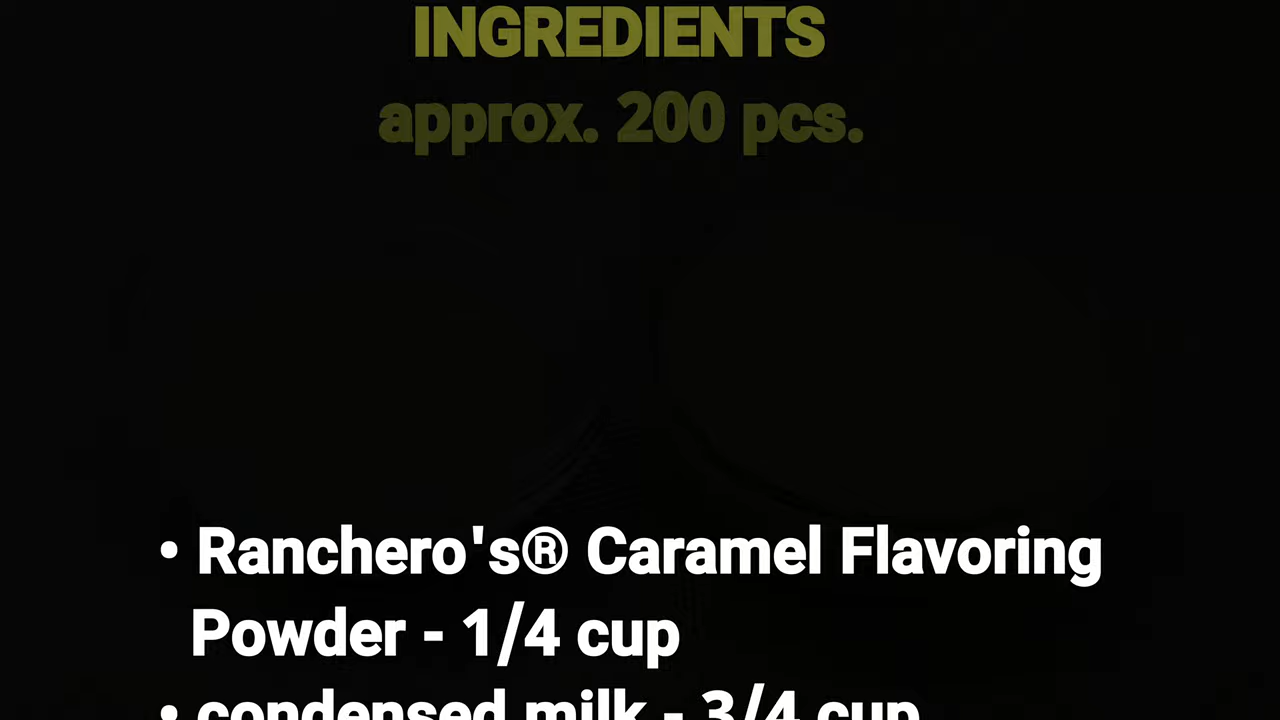 INGREDIENTS
approx. 200 pcs.
• Ranchero's® Caramel Flavoring
Powder - 1/4 cup
• condensed milk - 3/4 cup